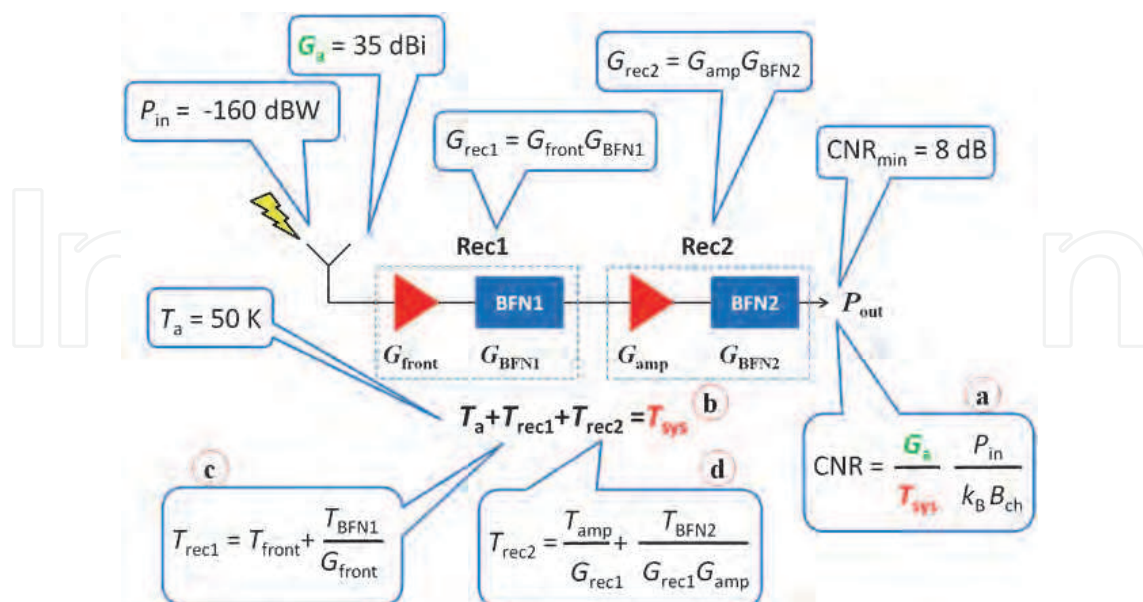 G_a = 35 dBi
G_rec2 = G_amp G_BFN2
P_in = -160 dBW
G_rec1 = G_front G_BFN1
CNR_min = 8 dB
Rec1
Rec2
BFN1
BFN2
P_out
T_a = 50 K
G_front
G_BFN1
G_amp
G_BFN2
T_a+T_rec1+T_rec2 =T_sys
b
a
CNR = G_a/T_sys P_in/k_B B_ch
c
T_rec1 = T_front + T_BFN1/G_front
d
T_rec2 = T_amp/G_rec1 + T_BFN2/G_rec1 G_amp